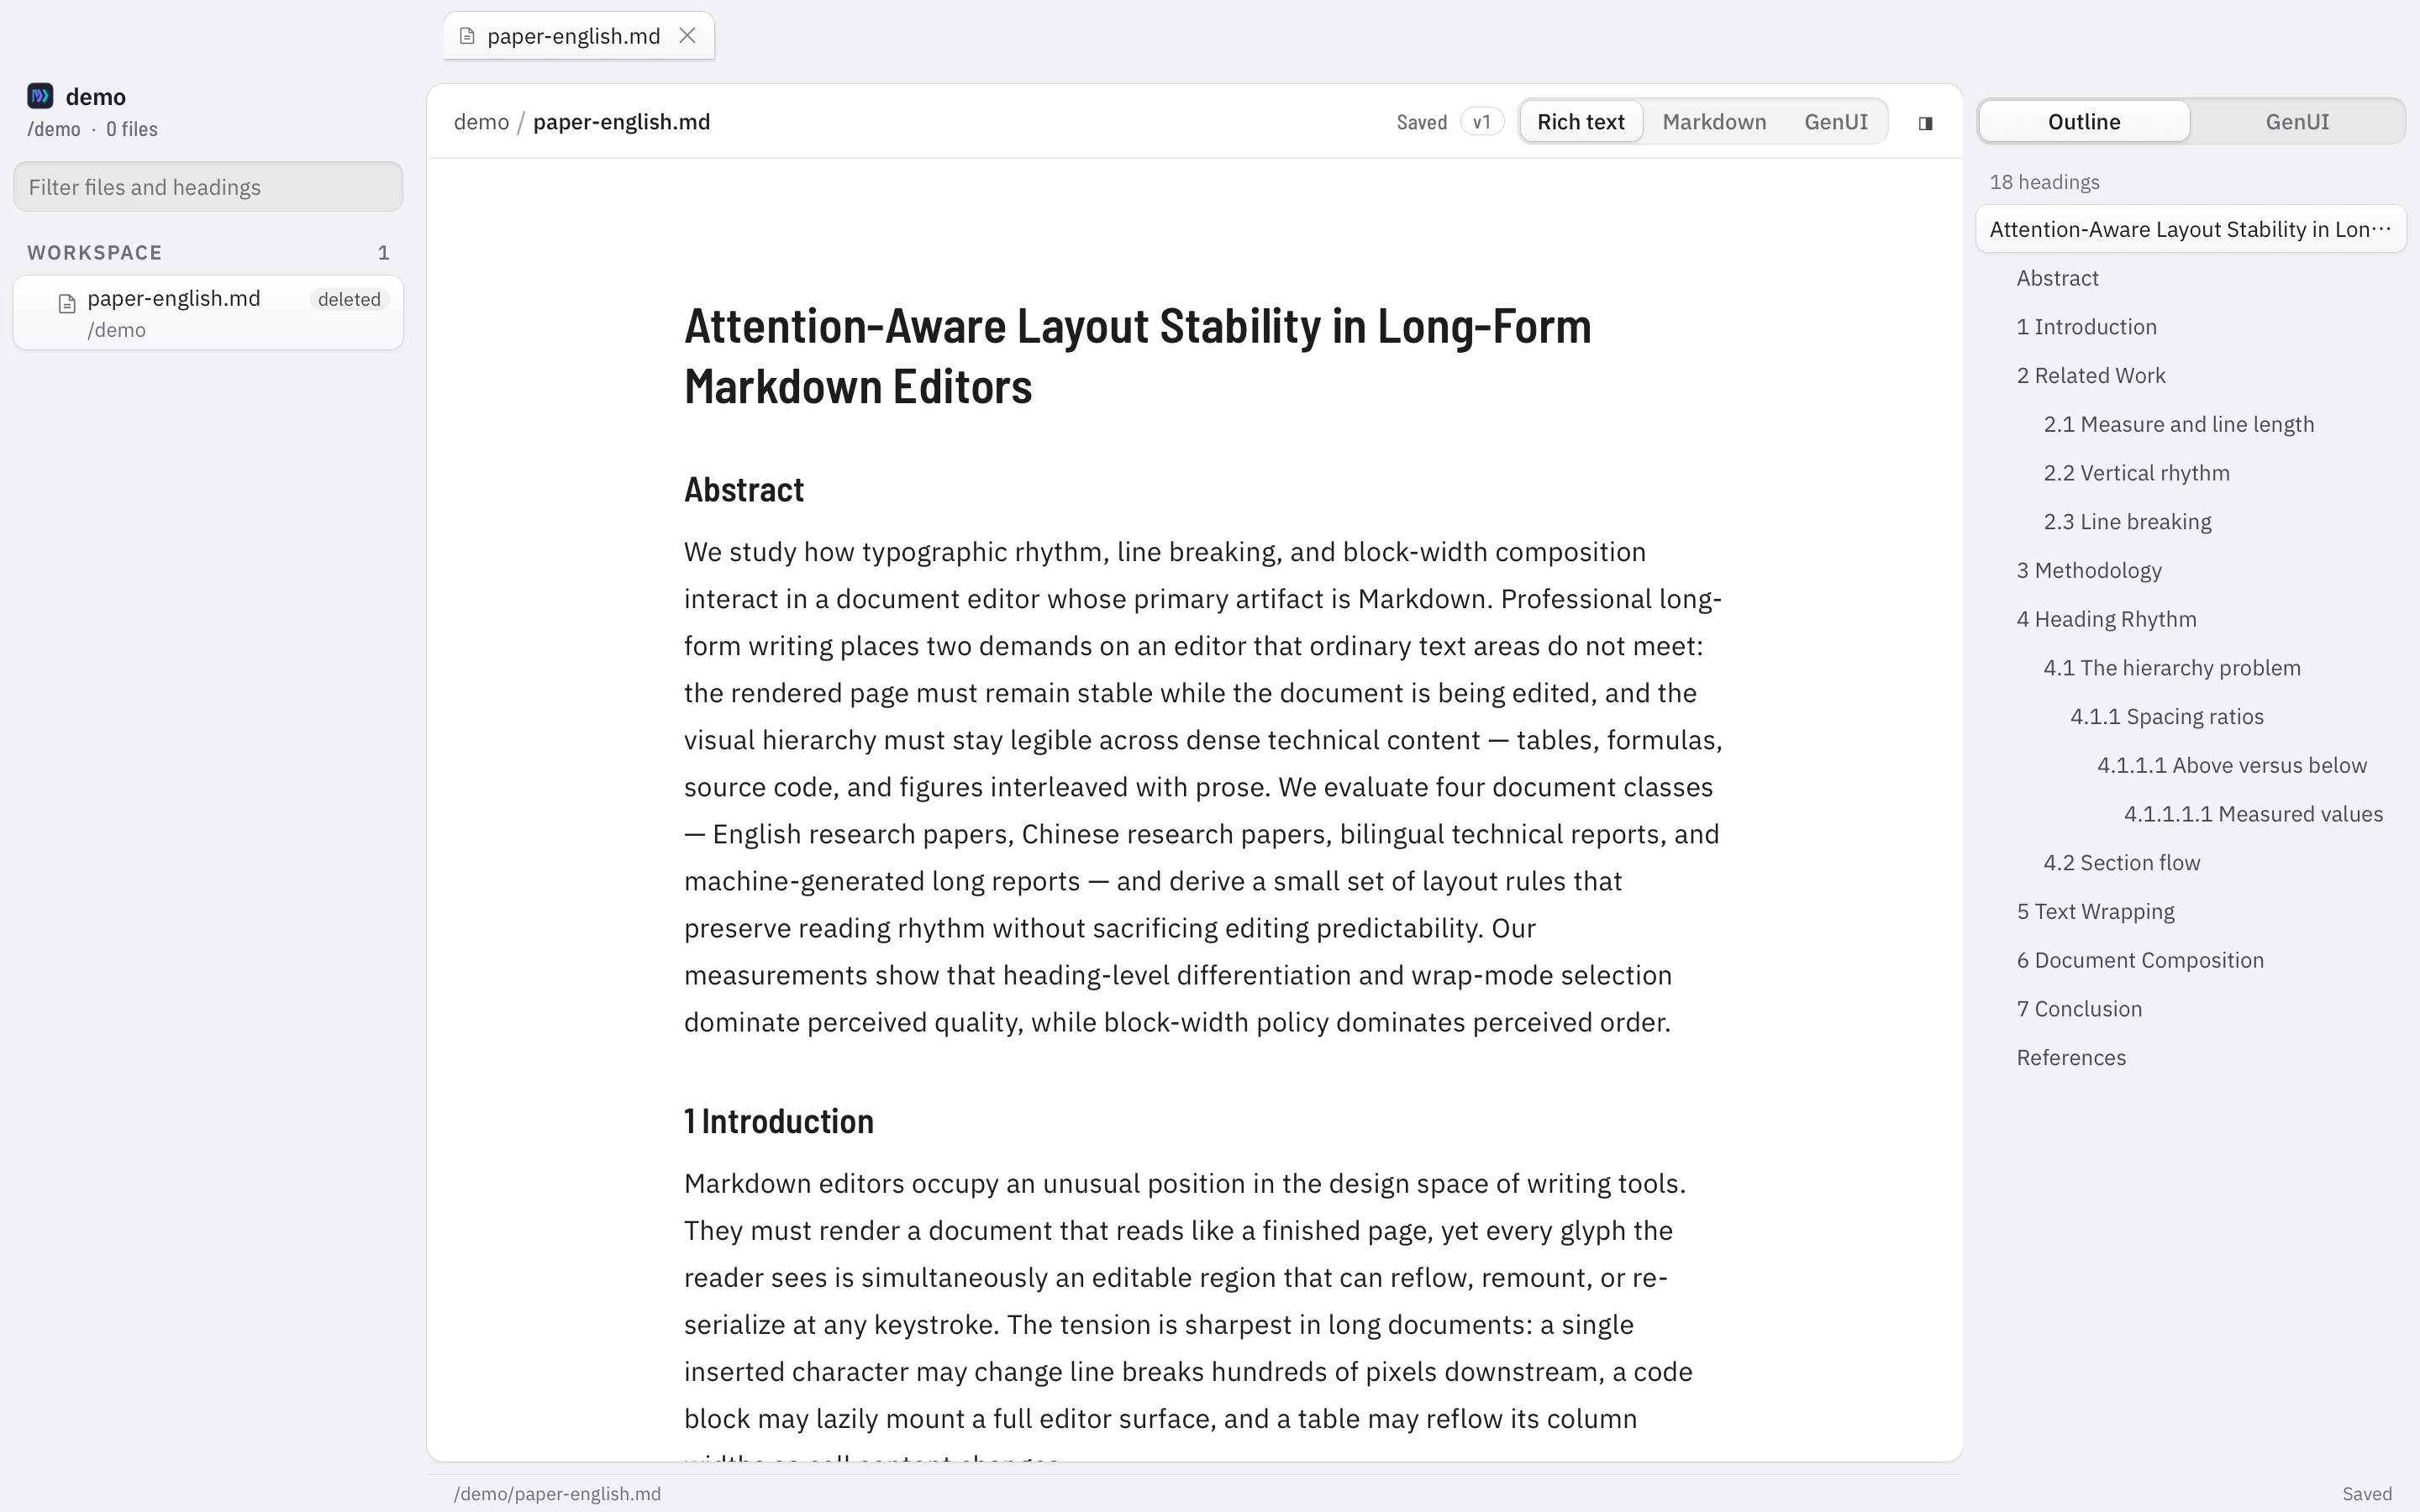 paper-english.md
demo
/demo · 0 files
Filter files and headings
WORKSPACE 1
paper-english.md deleted
/demo
demo / paper-english.md
Saved v1 Rich text Markdown GenUI
Attention-Aware Layout Stability in Long-Form
Markdown Editors
Abstract
We study how typographic rhythm, line breaking, and block-width composition
interact in a document editor whose primary artifact is Markdown. Professional long-
form writing places two demands on an editor that ordinary text areas do not meet:
the rendered page must remain stable while the document is being edited, and the
visual hierarchy must stay legible across dense technical content — tables, formulas,
source code, and figures interleaved with prose. We evaluate four document classes
— English research papers, Chinese research papers, bilingual technical reports, and
machine-generated long reports — and derive a small set of layout rules that
preserve reading rhythm without sacrificing editing predictability. Our
measurements show that heading-level differentiation and wrap-mode selection
dominate perceived quality, while block-width policy dominates perceived order.
1 Introduction
Markdown editors occupy an unusual position in the design space of writing tools.
They must render a document that reads like a finished page, yet every glyph the
reader sees is simultaneously an editable region that can reflow, remount, or re-
serialize at any keystroke. The tension is sharpest in long documents: a single
inserted character may change line breaks hundreds of pixels downstream, a code
block may lazily mount a full editor surface, and a table may reflow its column
widths as cell content changes.
/demo/paper-english.md
Outline GenUI
18 headings
Attention-Aware Layout Stability in Lon···
Abstract
1 Introduction
2 Related Work
2.1 Measure and line length
2.2 Vertical rhythm
2.3 Line breaking
3 Methodology
4 Heading Rhythm
4.1 The hierarchy problem
4.1.1 Spacing ratios
4.1.1.1 Above versus below
4.1.1.1.1 Measured values
4.2 Section flow
5 Text Wrapping
6 Document Composition
7 Conclusion
References
Saved